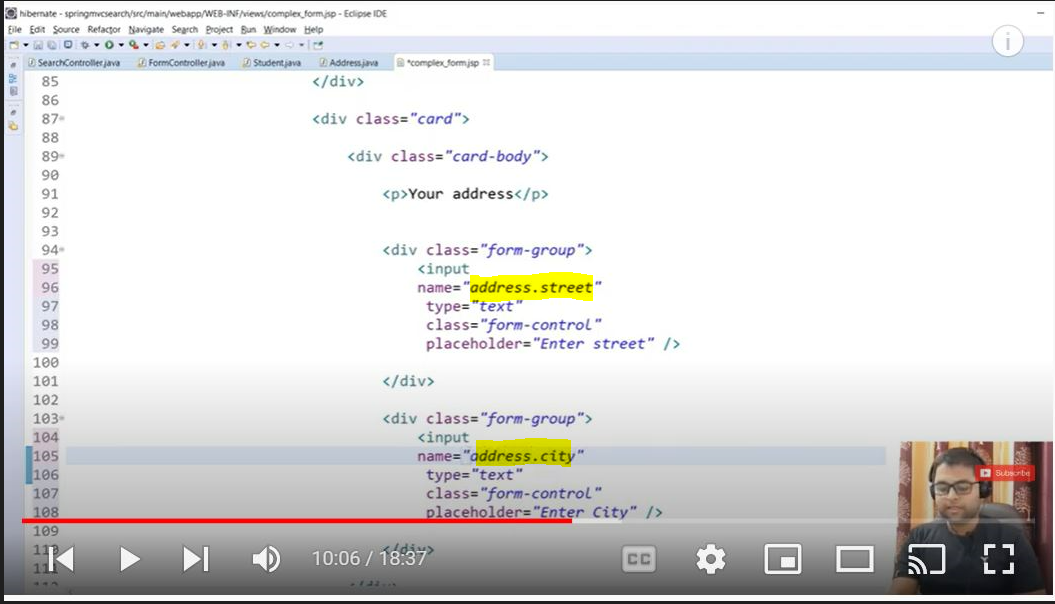 hibernate - springmvcsearch/src/main/webapp/WEB-INF/views/complex_form.jsp - Eclipse IDE
File Edit Source Refactor Navigate Search Project Run Window Help
SearchController.java FormController.java Student.java Address.java *complex_form.jsp
85 </div>
86
87 <div class="card">
88
89 <div class="card-body">
90
91 <p>Your address</p>
92
93
94 <div class="form-group">
95 <input
96 name="address.street"
97 type="text"
98 class="form-control"
99 placeholder="Enter street" />
100
101 </div>
102
103 <div class="form-group">
104 <input
105 name="address.city"
106 type="text"
Subscribe
107 class="form-control"
108 placeholder="Enter City" />
109
110 </div>
111
10:06 / 18:37
CC